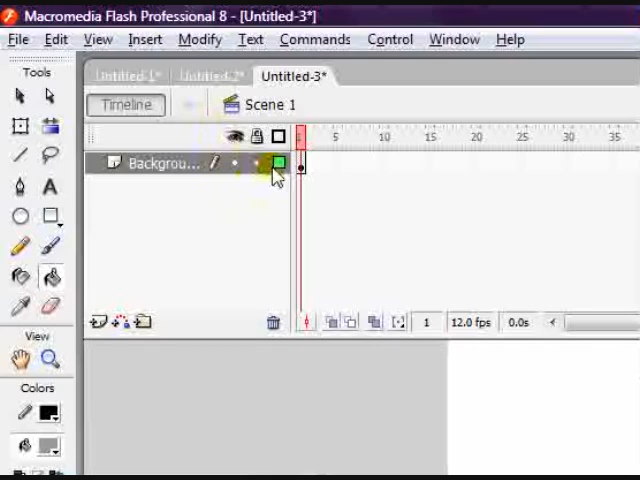 Macromedia Flash Professional 8 - [Untitled-3*]
File Edit View Insert Modify Text Commands Control Window Help
Tools
Untitled-1* Untitled-2* Untitled-3*
Timeline Scene 1
5 10 15 20 25 30 35
Backgrou...
1 12.0 fps 0.0s
View
Colors